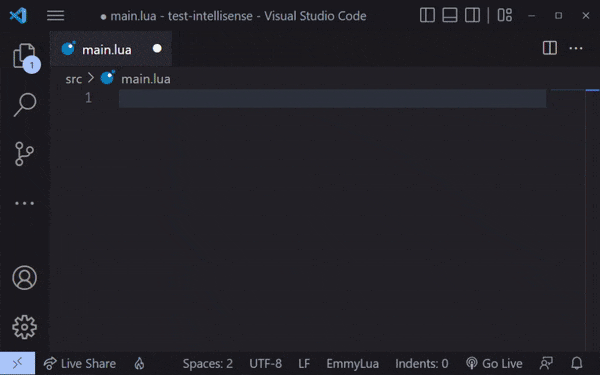 ● main.lua - test-intellisense - Visual Studio Code
main.lua
src > main.lua
1
1
Live Share Spaces: 2 UTF-8 LF EmmyLua Indents: 0 Go Live